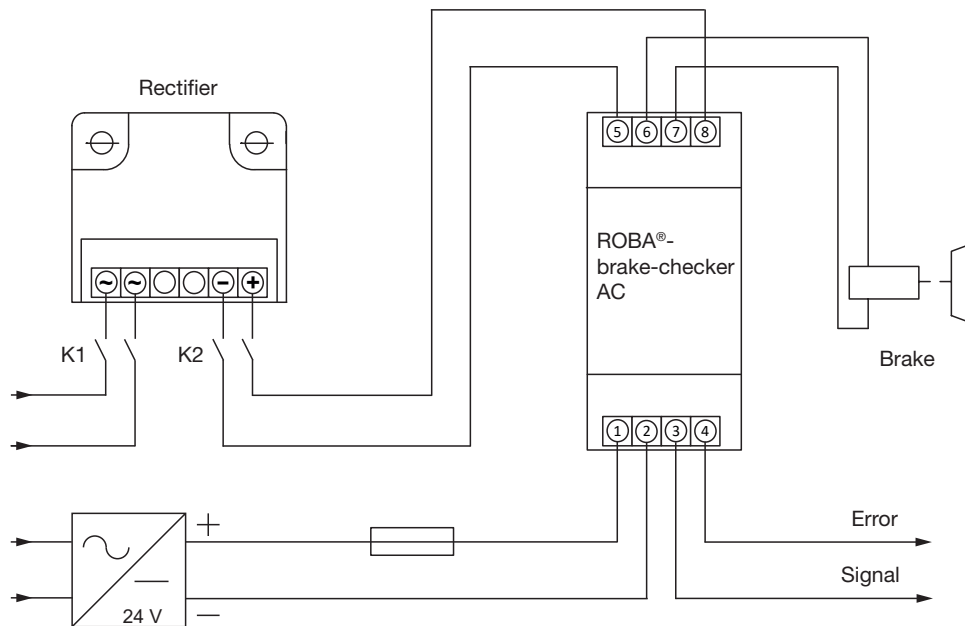 Rectifier
5 6 7 8
ROBA®-
brake-checker
AC
~ ~ − +
K1 K2
Brake
1 2 3 4
+
Error
Signal
24 V
−